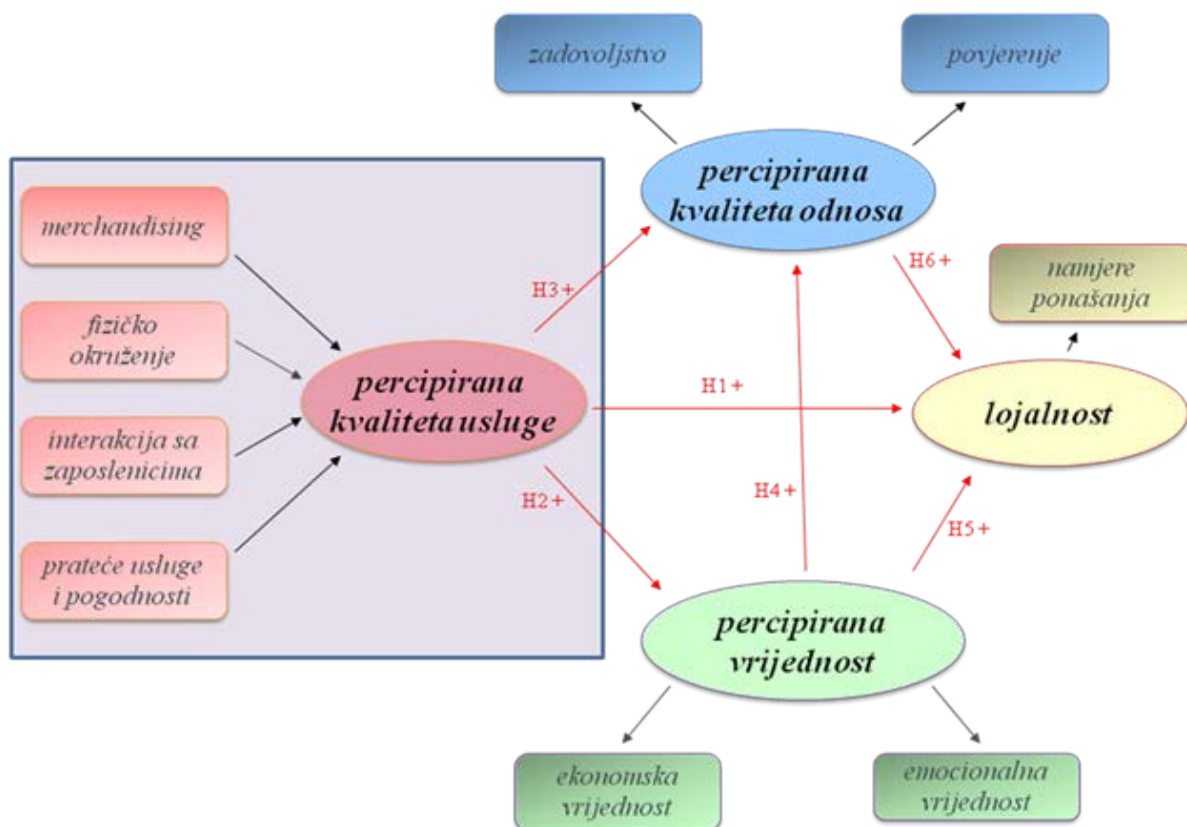 zadovoljstvo
povjerenje
percipirana
kvaliteta odnosa
merchandising
H3+
H6+
namjere
ponašanja
fizičko
okruženje
percipirana
kvaliteta usluge
H1+
lojalnost
interakcija sa
zaposlenicima
H2+
H4+
H5+
prateće usluge
i pogodnosti
percipirana
vrijednost
ekonomska
vrijednost
emocionalna
vrijednost